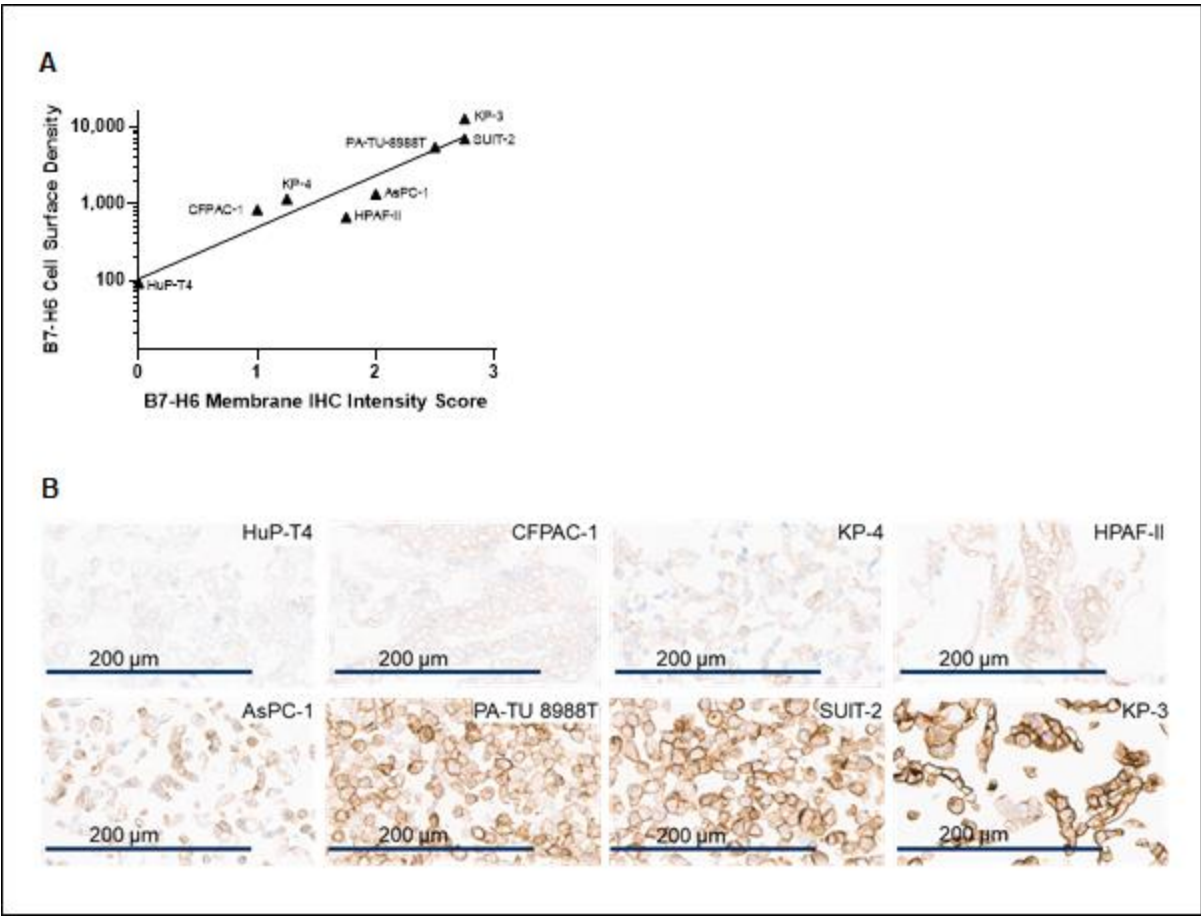 A
B7-H6 Cell Surface Density
10,000
1,000
100
KP-3
SUIT-2
PA-TU-8988T
KP-4
AsPC-1
CFPAC-1
HPAF-II
HuP-T4
0 1 2 3
B7-H6 Membrane IHC Intensity Score
B
HuP-T4 CFPAC-1 KP-4 HPAF-II
200 µm 200 µm 200 µm 200 µm
AsPC-1 PA-TU 8988T SUIT-2 KP-3
200 µm 200 µm 200 µm 200 µm